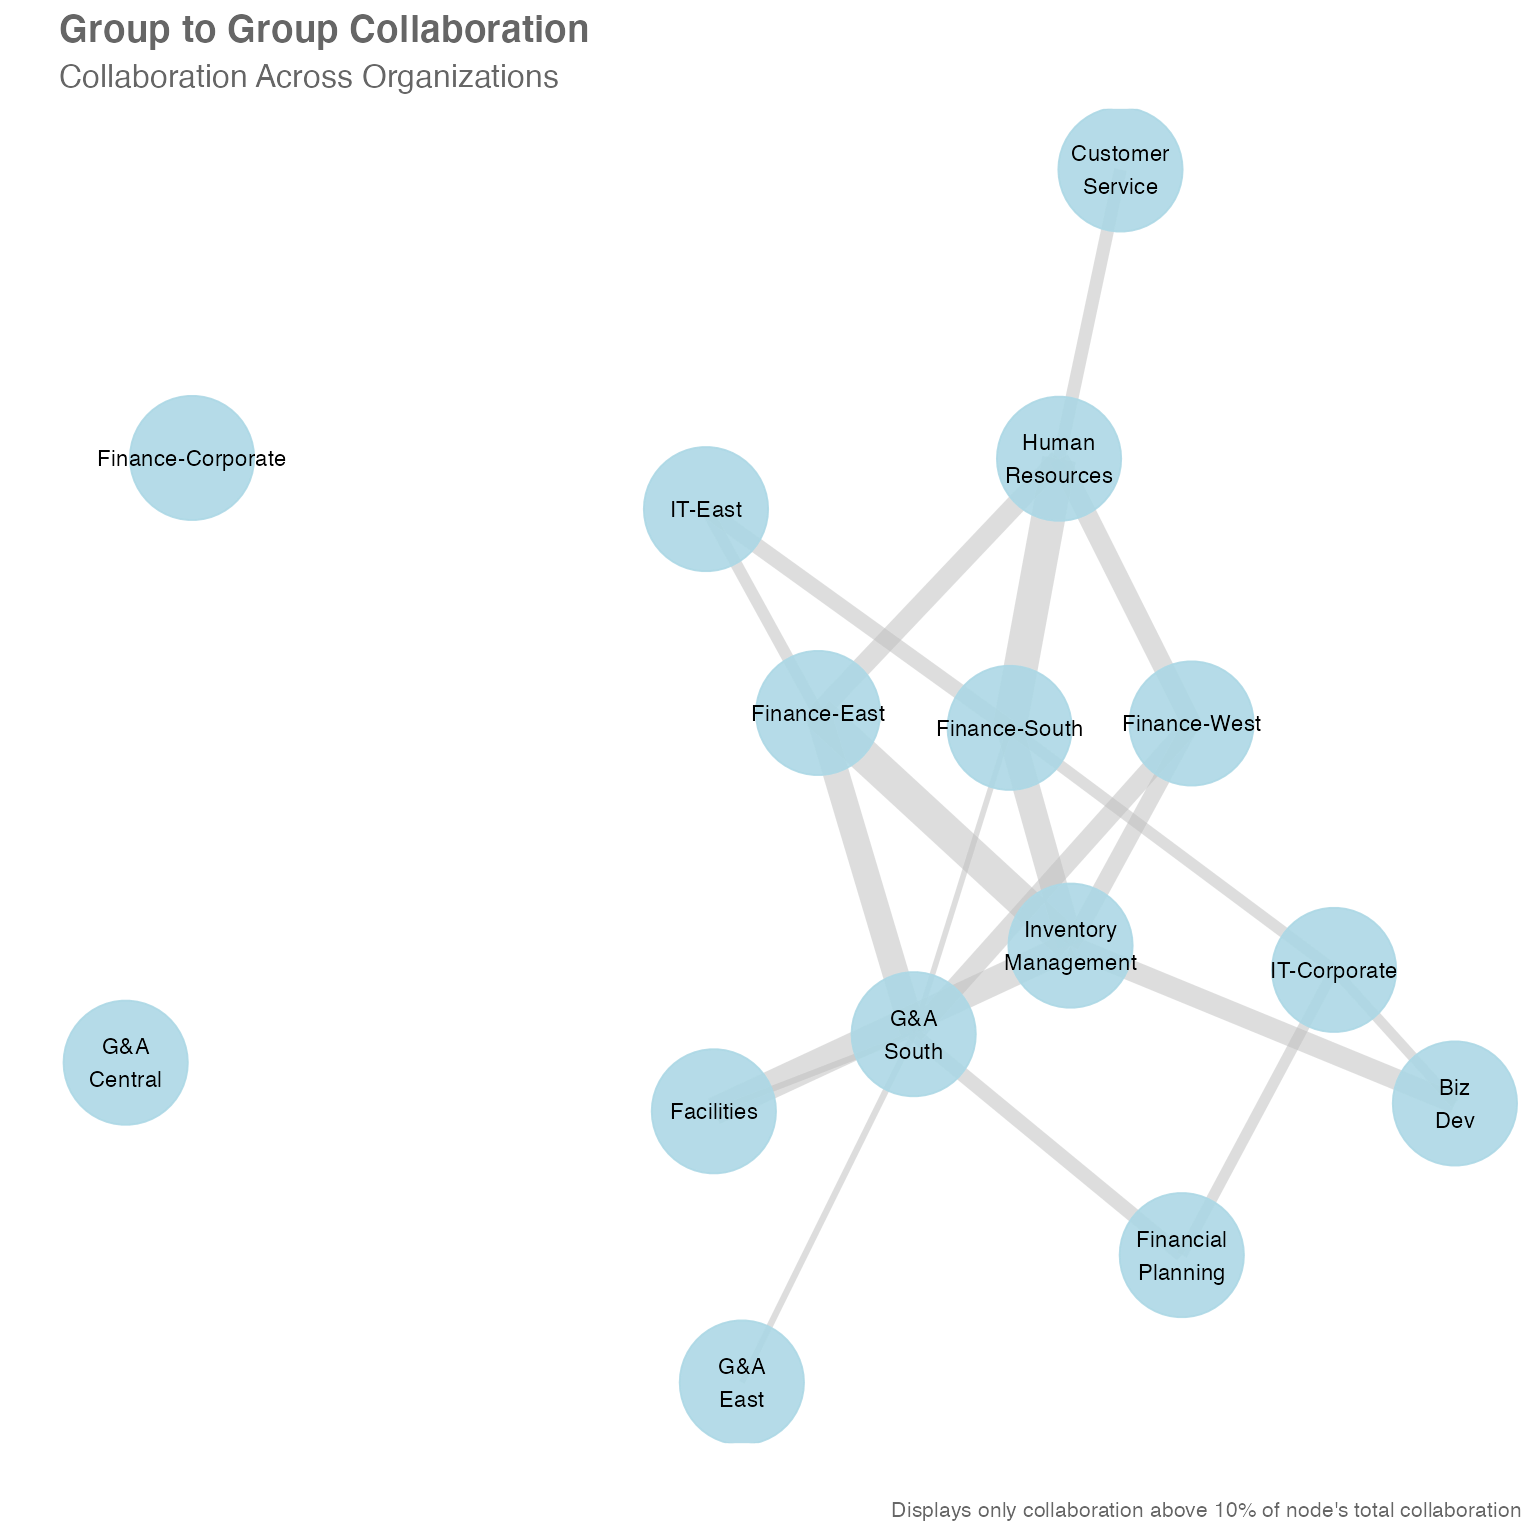 Group to Group Collaboration
Collaboration Across Organizations
Customer
Service
Human
Resources
Finance-Corporate
IT-East
Finance-East
Finance-South
Finance-West
Inventory
Management
IT-Corporate
G&A
South
G&A
Central
Facilities
Biz
Dev
Financial
Planning
G&A
East
Displays only collaboration above 10% of node's total collaboration